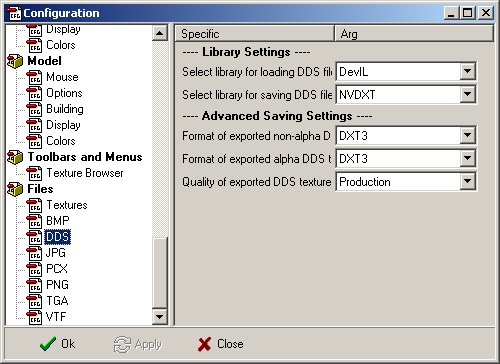 Configuration
Display
Colors
Model
Mouse
Options
Building
Display
Colors
Toolbars and Menus
Texture Browser
Files
Textures
BMP
DDS
JPG
PCX
PNG
TGA
VTF
Specific Arg
---- Library Settings ----
Select library for loading DDS file DevIL
Select library for saving DDS file NVDXT
---- Advanced Saving Settings ----
Format of exported non-alpha D DXT3
Format of exported alpha DDS t DXT3
Quality of exported DDS texture Production
Ok Apply Close